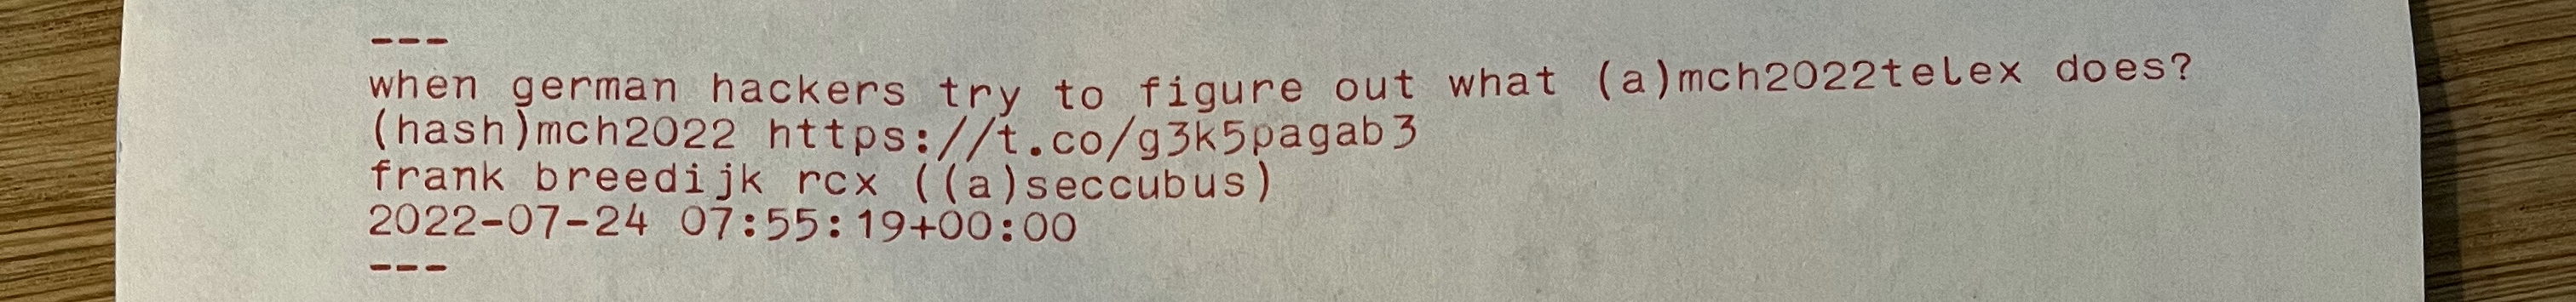 ---
when german hackers try to figure out what (a)mch2022telex does?
(hash)mch2022 https://t.co/g3k5pagab3
frank breedijk rcx ((a)seccubus)
2022-07-24 07:55:19+00:00
---